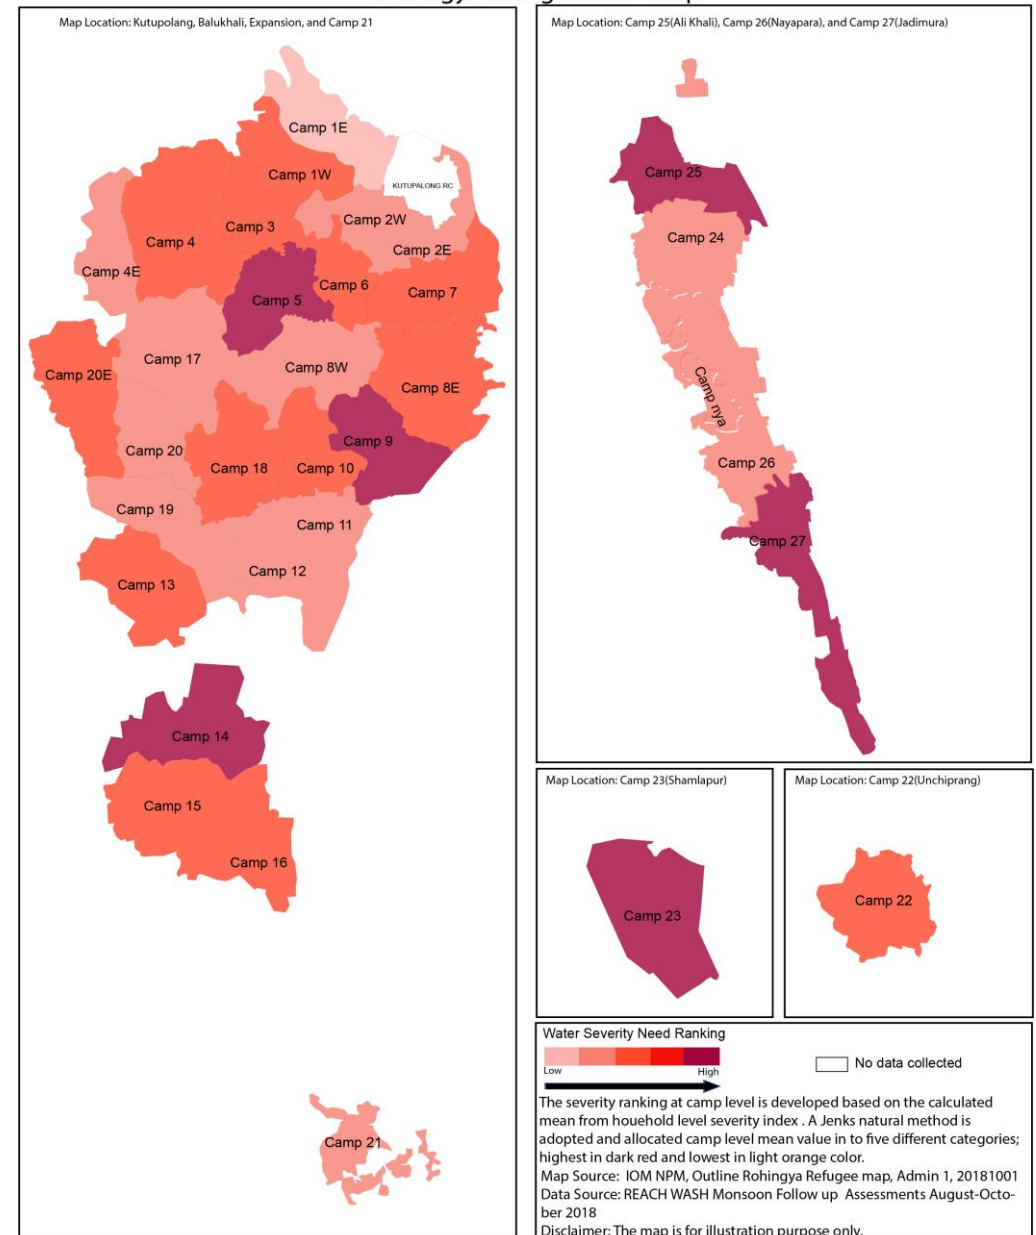 Map Location: Kutupolang, Balukhali, Expansion, and Camp 21
Camp 1E
Camp 1W
KUTUPALONG RC
Camp 2W
Camp 3
Camp 4
Camp 2E
Camp 4E
Camp 6
Camp 7
Camp 5
Camp 17
Camp 8W
Camp 20E
Camp 8E
Camp 9
Camp 20
Camp 18
Camp 10
Camp 19
Camp 11
Camp 12
Camp 13
Camp 14
Camp 15
Camp 16
Camp 21
Map Location: Camp 25(Ali Khali), Camp 26(Nayapara), and Camp 27(Jadimura)
Camp 25
Camp 24
Camp nya
Camp 26
Camp 27
Map Location: Camp 23(Shamlapur)
Camp 23
Map Location: Camp 22(Unchiprang)
Camp 22
Water Severity Need Ranking
Low
High
No data collected
The severity ranking at camp level is developed based on the calculated
mean from houehold level severity index . A Jenks natural method is
adopted and allocated camp level mean value in to five different categories;
highest in dark red and lowest in light orange color.
Map Source: IOM NPM, Outline Rohingya Refugee map, Admin 1, 20181001
Data Source: REACH WASH Monsoon Follow up Assessments August-Octo-
ber 2018
Disclaimer: The map is for illustration purpose only.